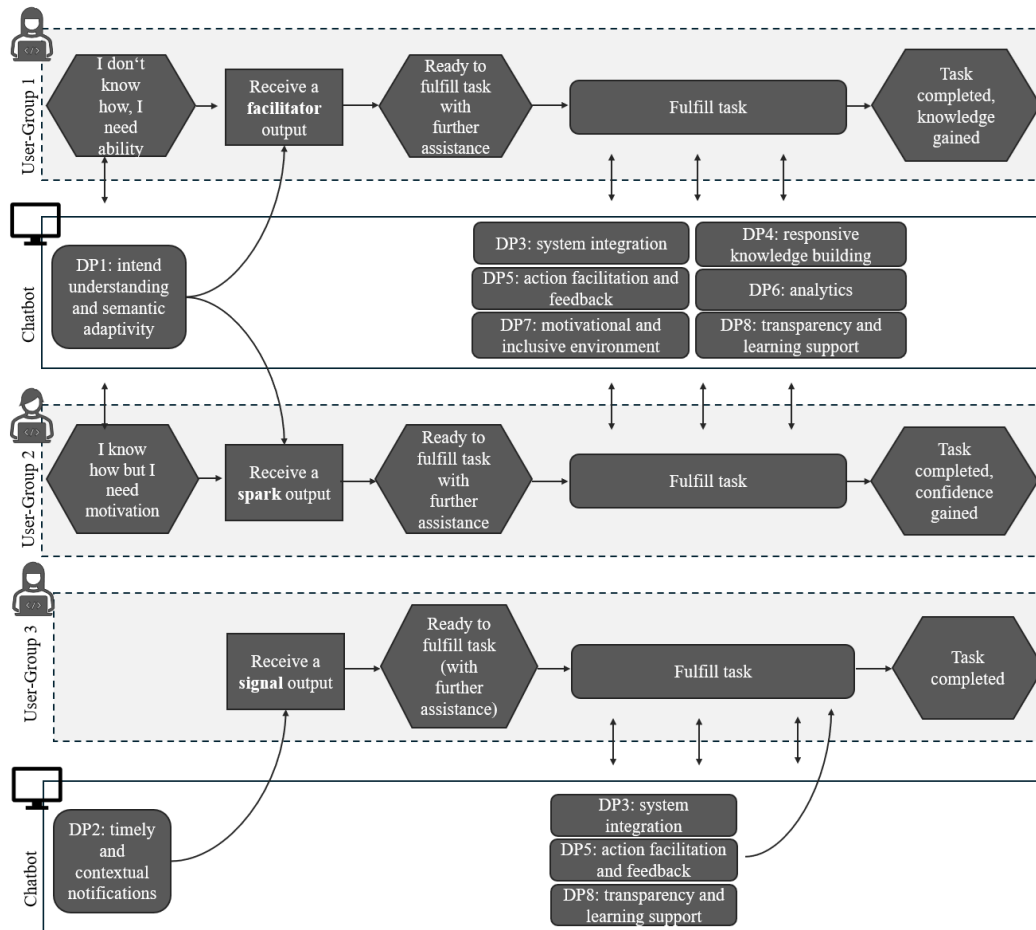 User-Group 1
I don't
know
how, I
need
ability
Receive a
facilitator
output
Ready to
fulfill task
with
further
assistance
Fulfill task
Task
completed,
knowledge
gained
Chatbot
DP1: intend
understanding
and semantic
adaptivity
DP3: system integration
DP4: responsive
knowledge building
DP5: action facilitation and
feedback
DP6: analytics
DP7: motivational and
inclusive environment
DP8: transparency and
learning support
User-Group 2
I know
how but I
need
motivation
Receive a
spark output
Ready to
fulfill task
with
further
assistance
Fulfill task
Task
completed,
confidence
gained
User-Group 3
Receive a
signal output
Ready to
fulfill task
(with
further
assistance)
Fulfill task
Task
completed
Chatbot
DP2: timely
and
contextual
notifications
DP3: system
integration
DP5: action facilitation
and feedback
DP8: transparency and
learning support